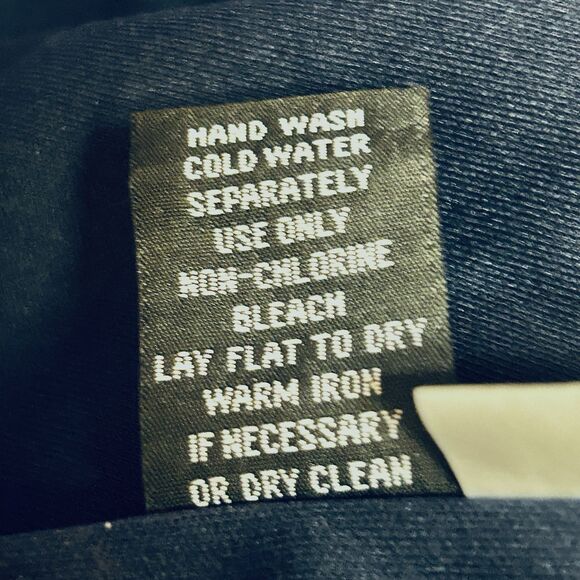 HAND WASH
COLD WATER
SEPARATELY
USE ONLY
NON-CHLORINE
BLEACH
LAY FLAT TO DRY
WARM IRON
IF NECESSARY
OR DRY CLEAN